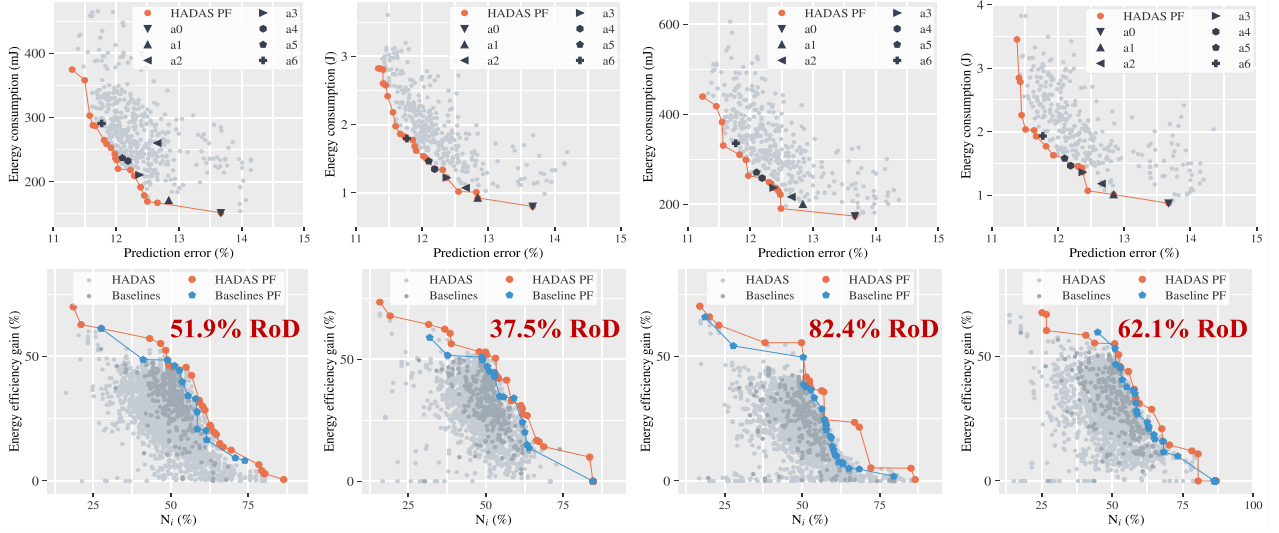 HADAS PF
a0
a1
a2
a3
a4
a5
a6
Energy consumption (mJ)
400
300
200
11 12 13 14 15
Prediction error (%)
HADAS PF
a0
a1
a2
a3
a4
a5
a6
Energy consumption (J)
3
2
1
11 12 13 14 15
Prediction error (%)
HADAS PF
a0
a1
a2
a3
a4
a5
a6
Energy consumption (mJ)
600
400
200
11 12 13 14 15
Prediction error (%)
HADAS PF
a0
a1
a2
a3
a4
a5
a6
Energy consumption (J)
4
3
2
1
11 12 13 14 15
Prediction error (%)
HADAS HADAS PF
Baselines Baselines PF
51.9% RoD
Energy efficiency gain (%)
50
0
25 50 75
Nᵢ (%)
HADAS HADAS PF
Baselines Baseline PF
37.5% RoD
Energy efficiency gain (%)
50
0
25 50 75
Nᵢ (%)
HADAS HADAS PF
Baselines Baseline PF
82.4% RoD
Energy efficiency gain (%)
50
0
25 50 75
Nᵢ (%)
HADAS HADAS PF
Baselines Baseline PF
62.1% RoD
Energy efficiency gain (%)
50
0
25 50 75 100
Nᵢ (%)